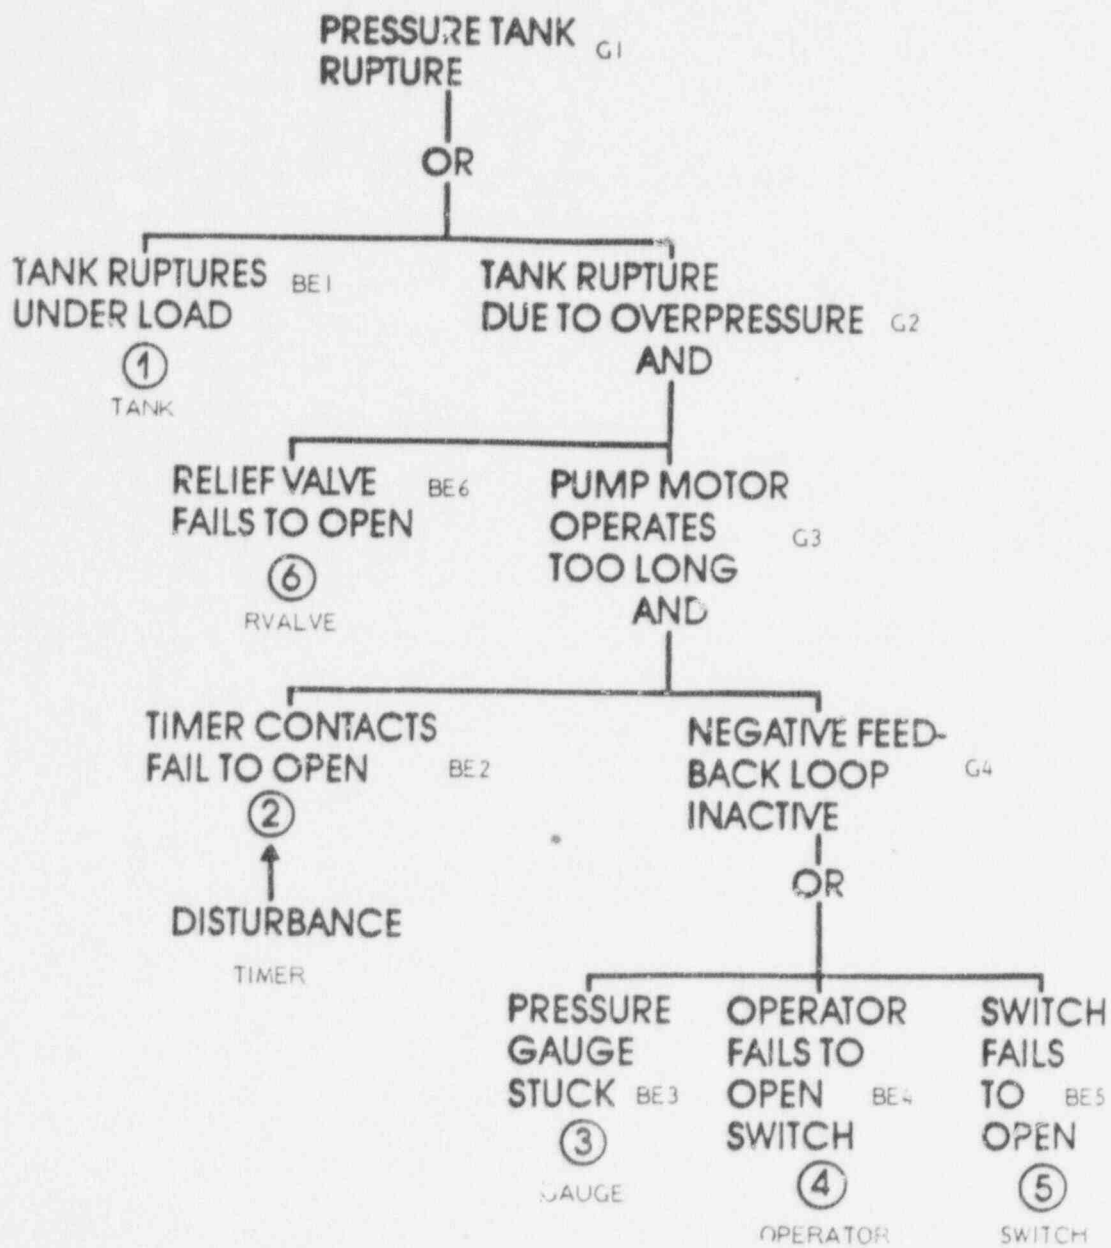 PRESSURE TANK G1
RUPTURE
OR
TANK RUPTURES BE1
UNDER LOAD
1
TANK
TANK RUPTURE
DUE TO OVERPRESSURE G2
AND
RELIEF VALVE BE6
FAILS TO OPEN
6
RVALVE
PUMP MOTOR
OPERATES G3
TOO LONG
AND
TIMER CONTACTS
FAIL TO OPEN BE2
2
DISTURBANCE
TIMER
NEGATIVE FEED-
BACK LOOP G4
INACTIVE
OR
PRESSURE
GAUGE
STUCK BE3
3
GAUGE
OPERATOR
FAILS TO
OPEN BE4
SWITCH
4
OPERATOR
SWITCH
FAILS
TO BE5
OPEN
5
SWITCH